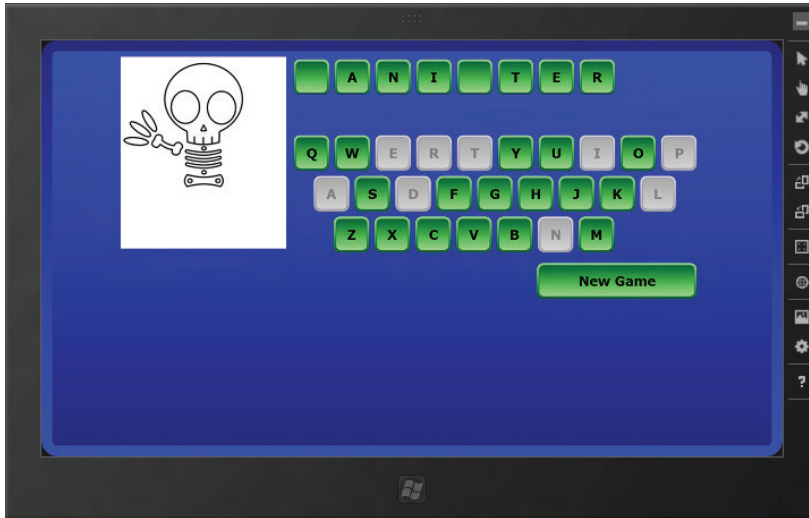 A N I T E R
Q W E R T Y U I O P
A S D F G H J K L
Z X C V B N M
New Game
?